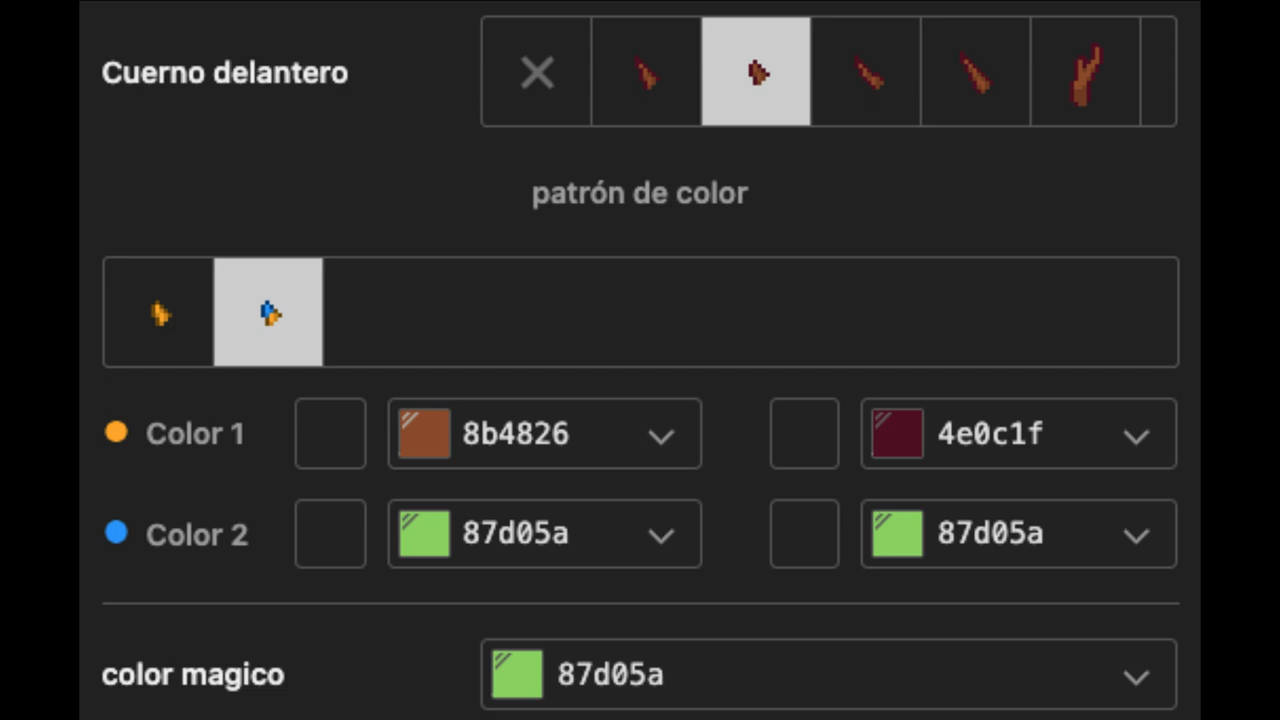 Cuerno delantero
patrón de color
Color 1 8b4826 4e0c1f
Color 2 87d05a 87d05a
color magico 87d05a